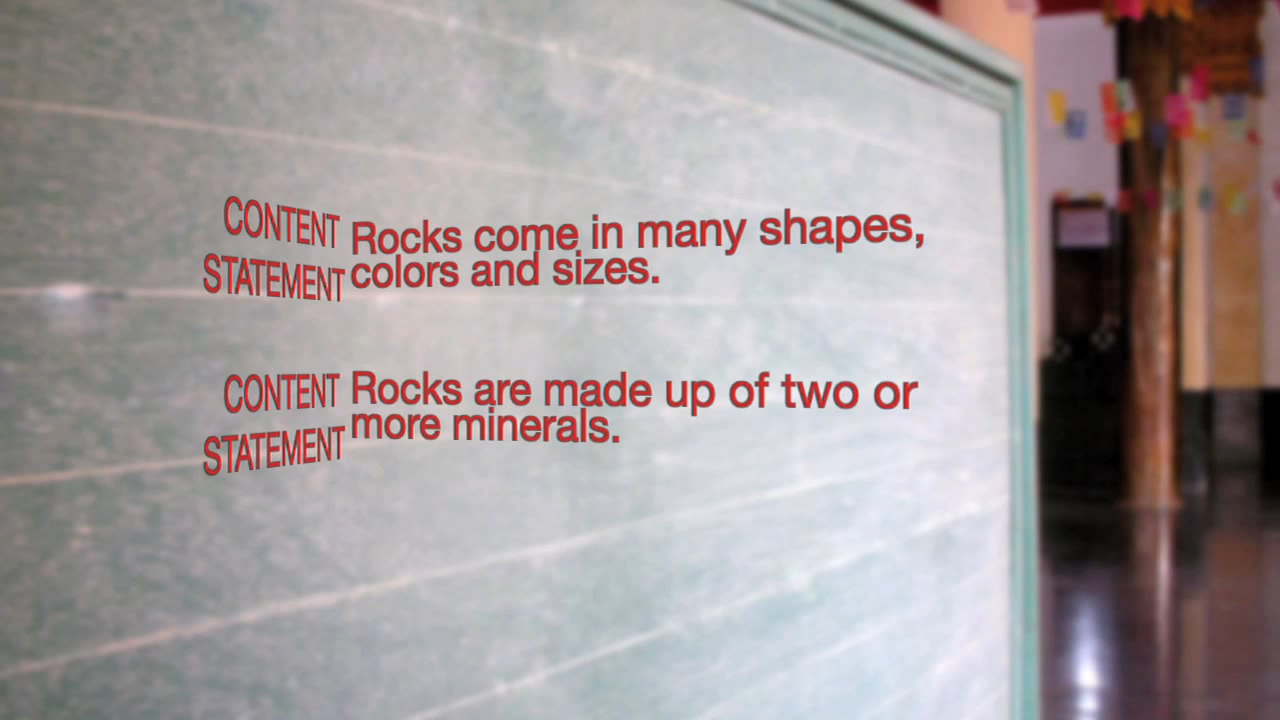 CONTENT
STATEMENT
Rocks come in many shapes,
colors and sizes.
CONTENT
STATEMENT
Rocks are made up of two or
more minerals.